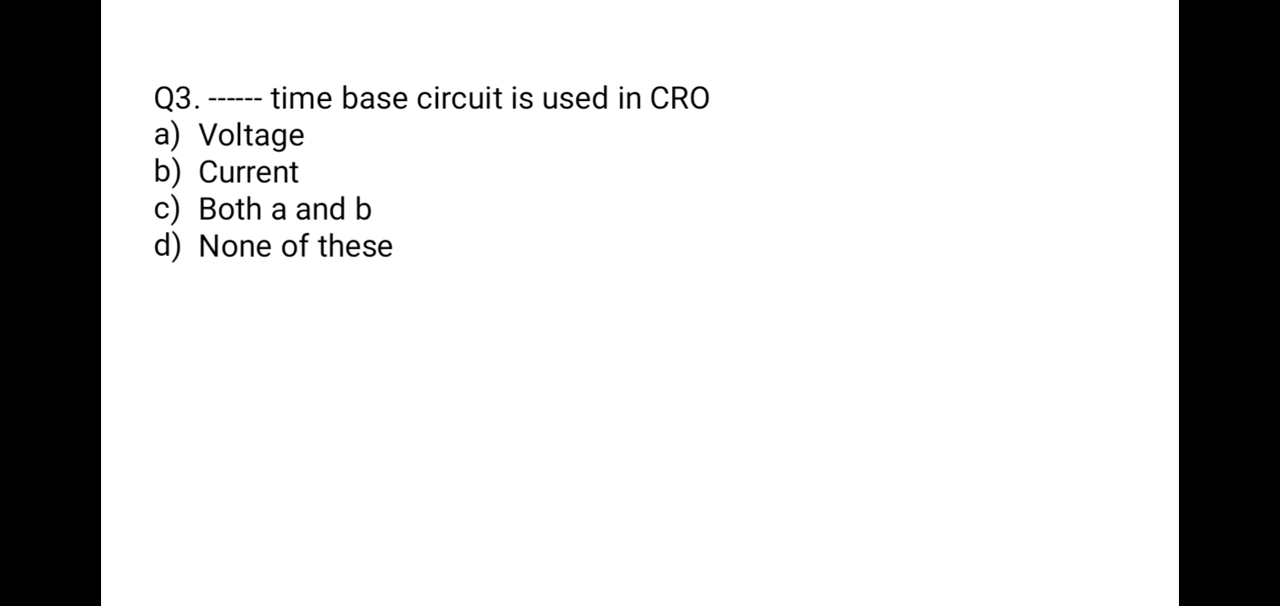 Q3. ------ time base circuit is used in CRO
a) Voltage
b) Current
c) Both a and b
d) None of these